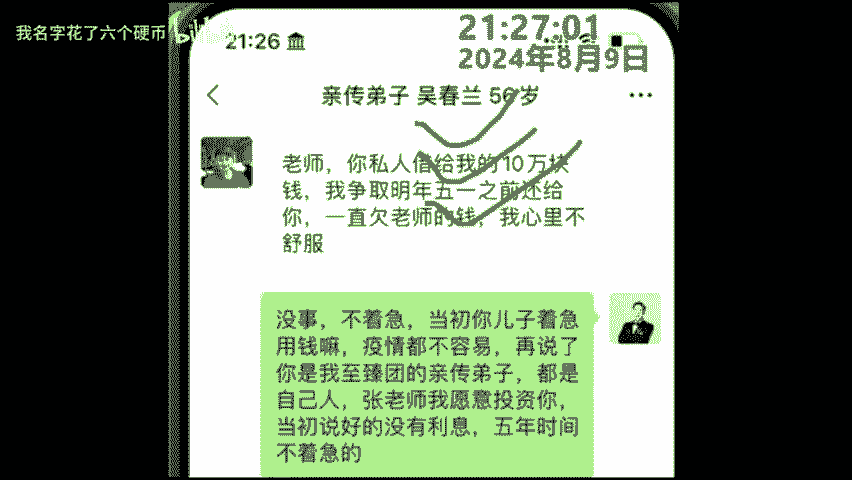 我名字花了六个硬币
bilibili
21:26
21:27:01
2024年8月9日
亲传弟子 吴春兰 56岁
老师，你私人借给我的10万块
钱，我争取明年五一之前还给
你，一直欠老师的钱，我心里不
舒服
没事，不着急，当初你儿子着急
用钱嘛，疫情都不容易，再说了
你是我至臻团的亲传弟子，都是
自己人，张老师我愿意投资你，
当初说好的没有利息，五年时间
不着急的